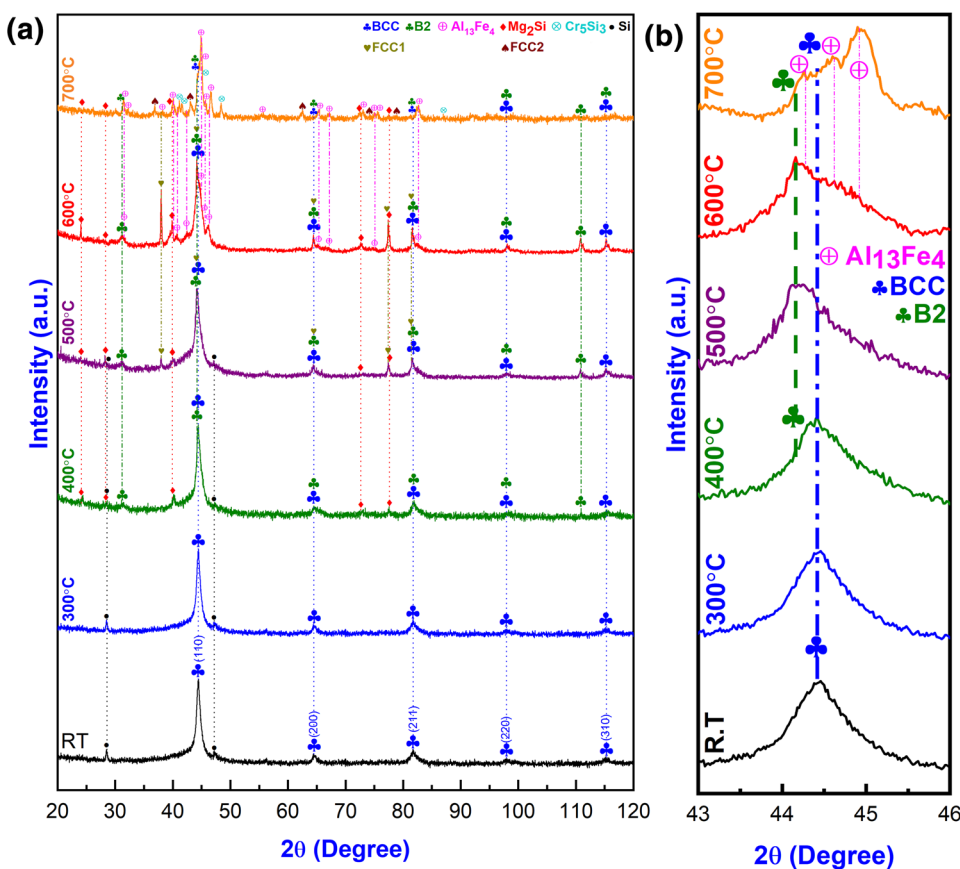 (a)
♣BCC ♣B2 ⊕Al₁₃Fe₄ ♦Mg₂Si ⊗Cr₅Si₃ •Si
♥FCC1 ♠FCC2
700°C
600°C
500°C
400°C
300°C
RT
(110)
(200)
(211)
(220)
(310)
Intensity (a.u.)
20 30 40 50 60 70 80 90 100 110 120
2θ (Degree)
(b)
700°C
600°C
⊕Al₁₃Fe₄
♣BCC
♣B2
500°C
400°C
300°C
R.T
Intensity (a.u.)
43 44 45 46
2θ (Degree)